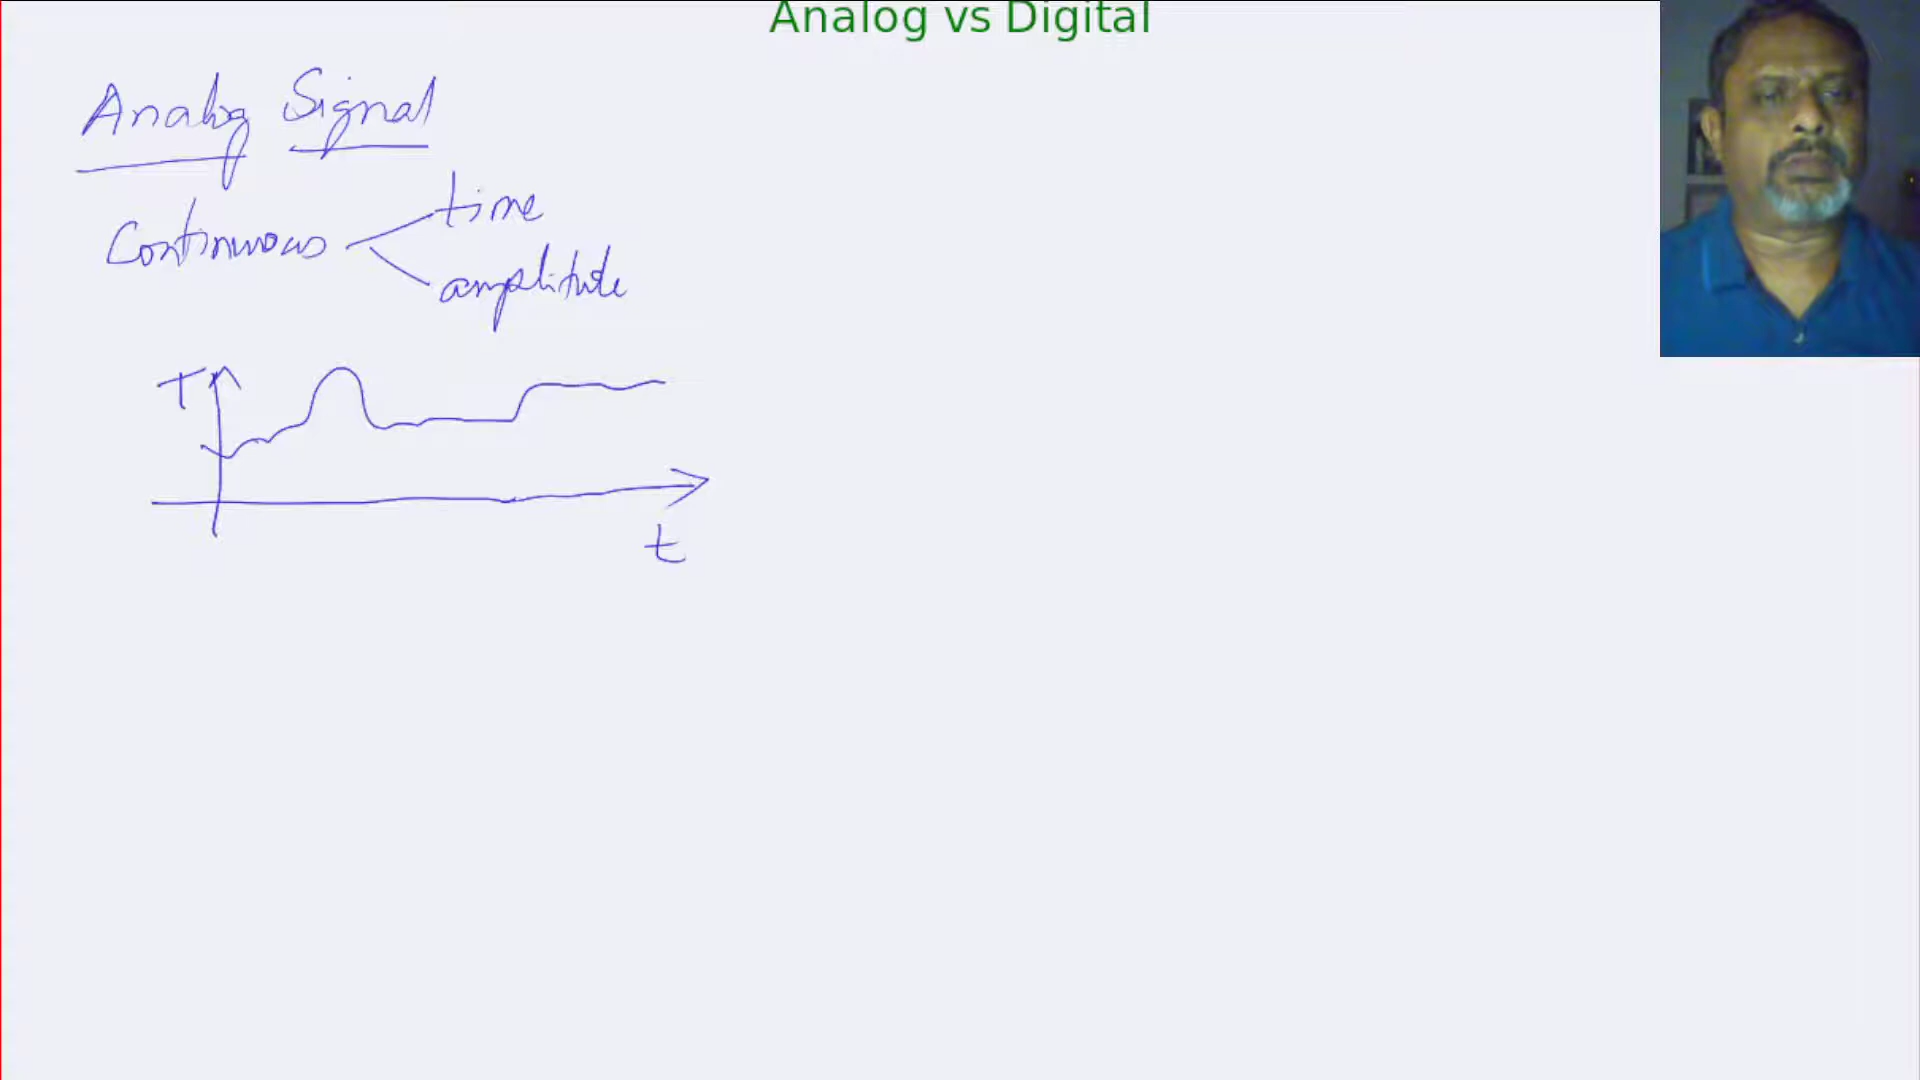 Analog vs Digital
Analog Signal
Continuous
time
amplitude
T
t